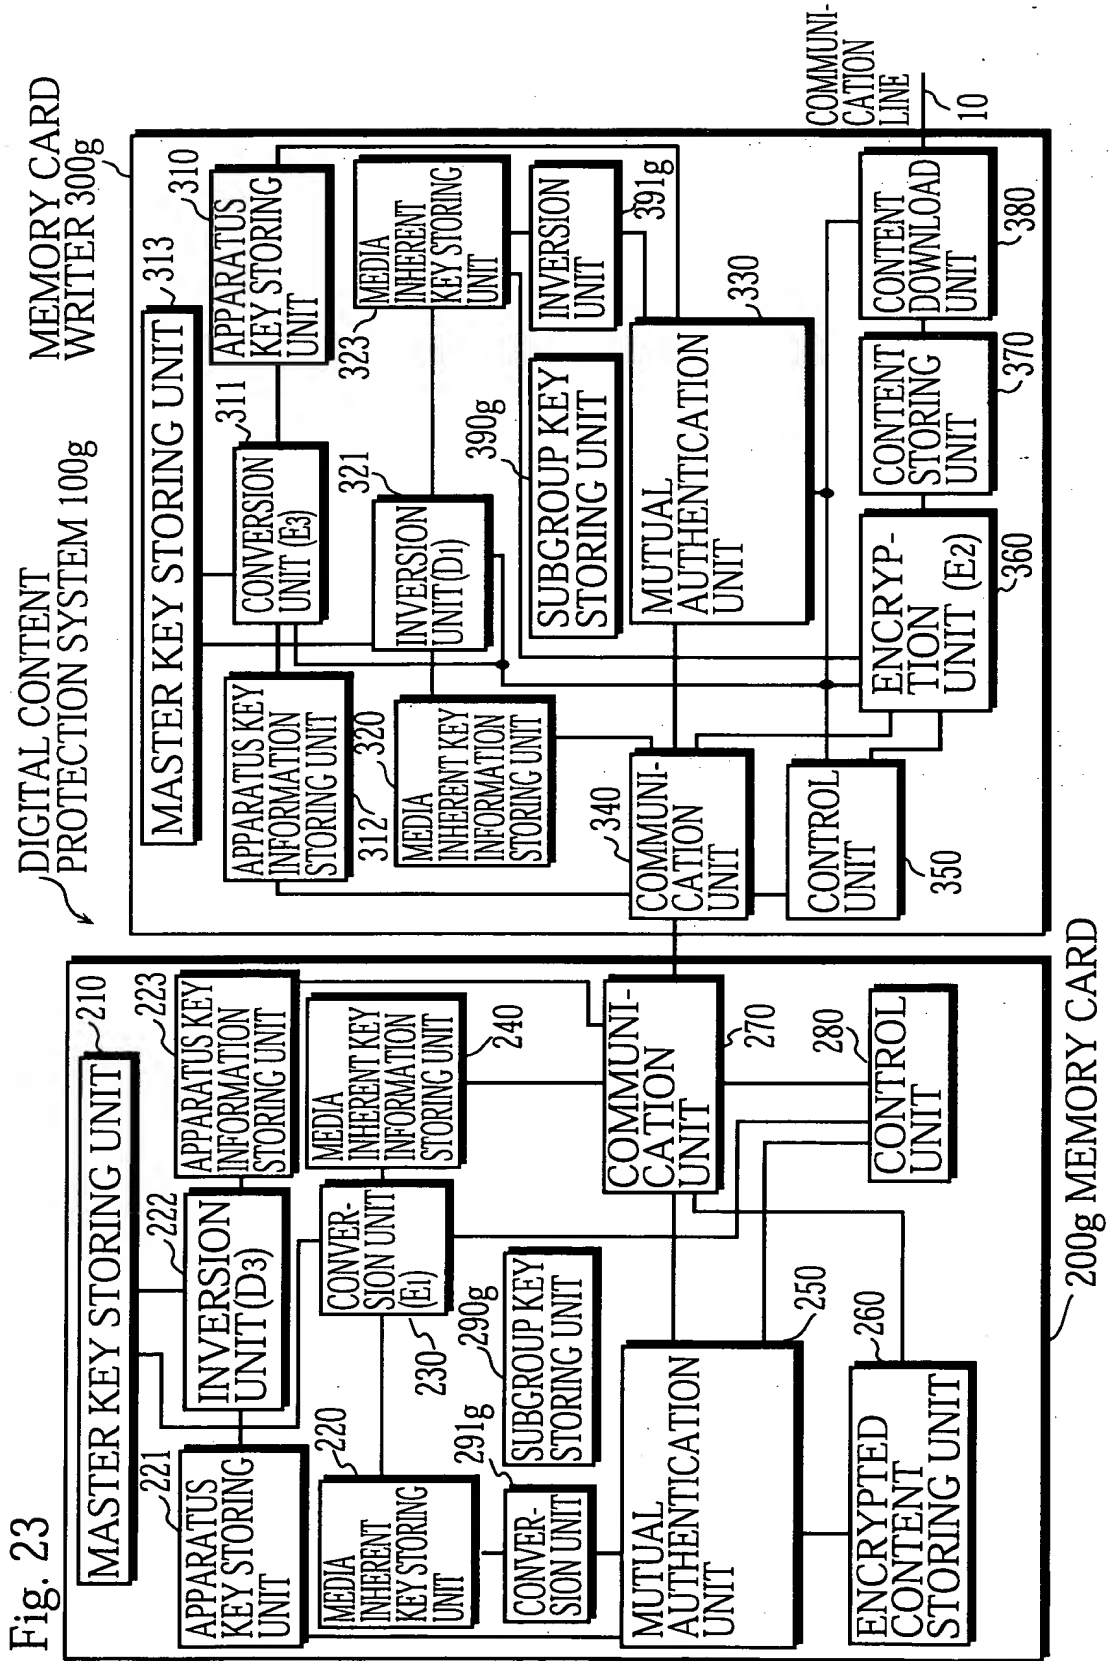 Fig. 23
DIGITAL CONTENT
PROTECTION SYSTEM 100g
MASTER KEY STORING UNIT
210
221
APPARATUS
KEY STORING
UNIT
222
INVERSION
UNIT(D3)
223
APPARATUS KEY
INFORMATION
STORING UNIT
220
MEDIA
INHERENT
KEY STORING
UNIT
CONVER-
SION UNIT
(E1)
230
MEDIA
INHERENT KEY
INFORMATION
STORING UNIT
240
291g
CONVER-
SION UNIT
290g
SUBGROUP KEY
STORING UNIT
MUTUAL
AUTHENTICATION
UNIT
250
COMMUNI-
CATION
UNIT
270
ENCRYPTED
CONTENT
STORING UNIT
260
280
CONTROL
UNIT
200g MEMORY CARD
MEMORY CARD
WRITER 300g
MASTER KEY STORING UNIT
313
APPARATUS KEY
INFORMATION
STORING UNIT
312
311
CONVERSION
UNIT (E3)
310
APPARATUS
KEY STORING
UNIT
320
MEDIA
INHERENT KEY
INFORMATION
STORING UNIT
321
INVERSION
UNIT(D1)
323
MEDIA
INHERENT
KEY STORING
UNIT
390g
SUBGROUP KEY
STORING UNIT
INVERSION
UNIT
391g
340
COMMUNI-
CATION
UNIT
MUTUAL
AUTHENTICATION
UNIT
330
CONTROL
UNIT
350
ENCRYP-
TION
UNIT (E2)
360
CONTENT
STORING
UNIT
370
CONTENT
DOWNLOAD
UNIT
380
COMMUNI-
CATION
LINE
10